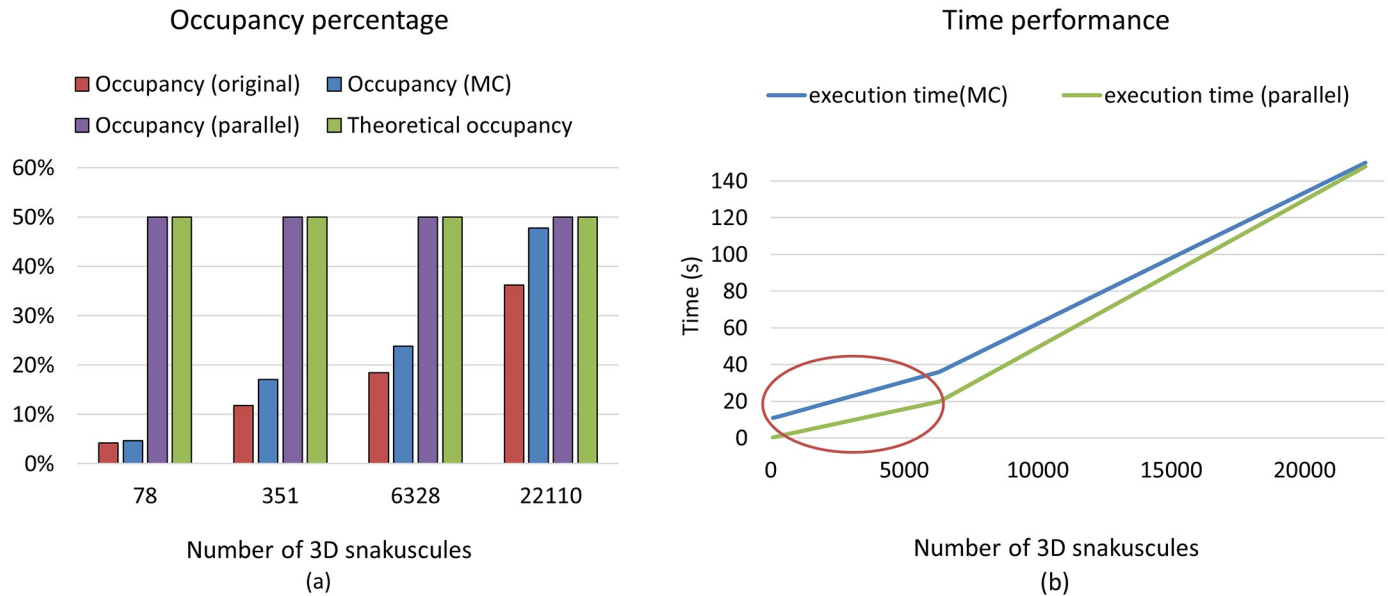 Occupancy percentage
Occupancy (original) Occupancy (MC)
Occupancy (parallel) Theoretical occupancy
60%
50%
40%
30%
20%
10%
0%
78 351 6328 22110
Number of 3D snakuscules
(a)
Time performance
execution time(MC) execution time (parallel)
Time (s)
140
120
100
80
60
40
20
0
0 5000 10000 15000 20000
Number of 3D snakuscules
(b)